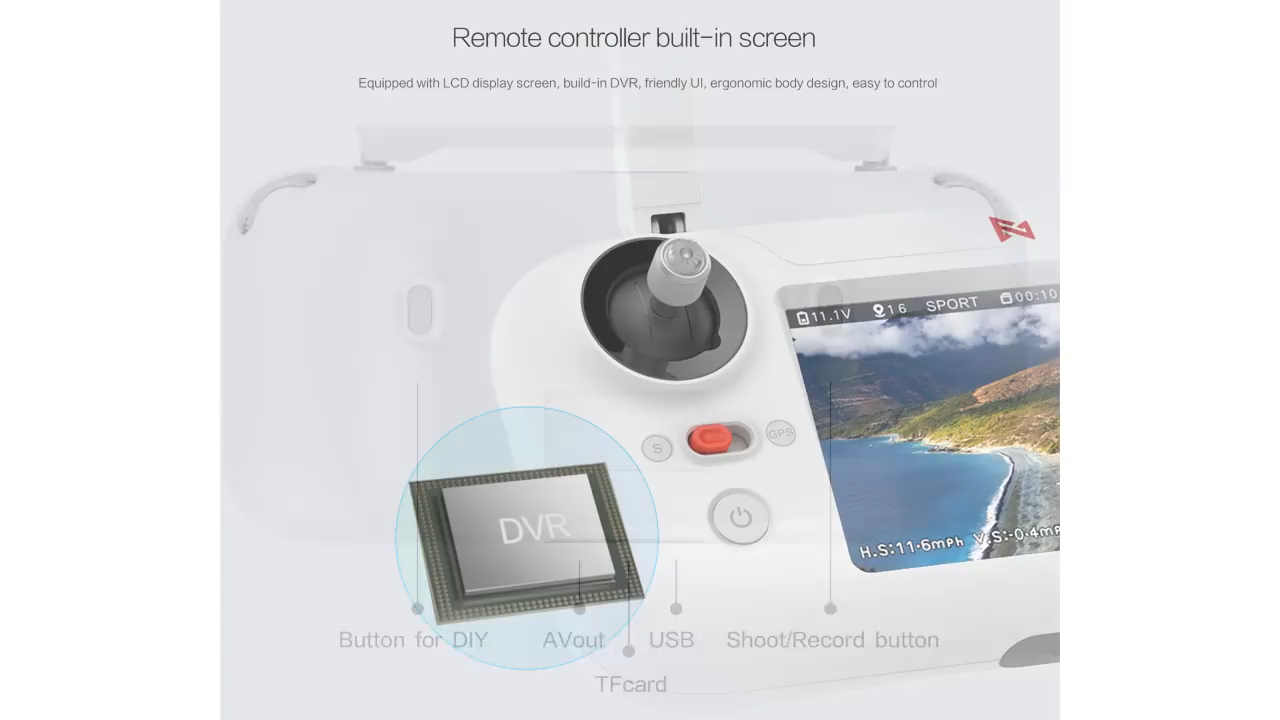 Remote controller built-in screen
Equipped with LCD display screen, build-in DVR, friendly UI, ergonomic body design, easy to control
11.1V 16 SPORT 00:10
S GPS
DVR
H.S:11.6mph V.S:-0.4mp
Button for DIY AVout USB Shoot/Record button
TFcard